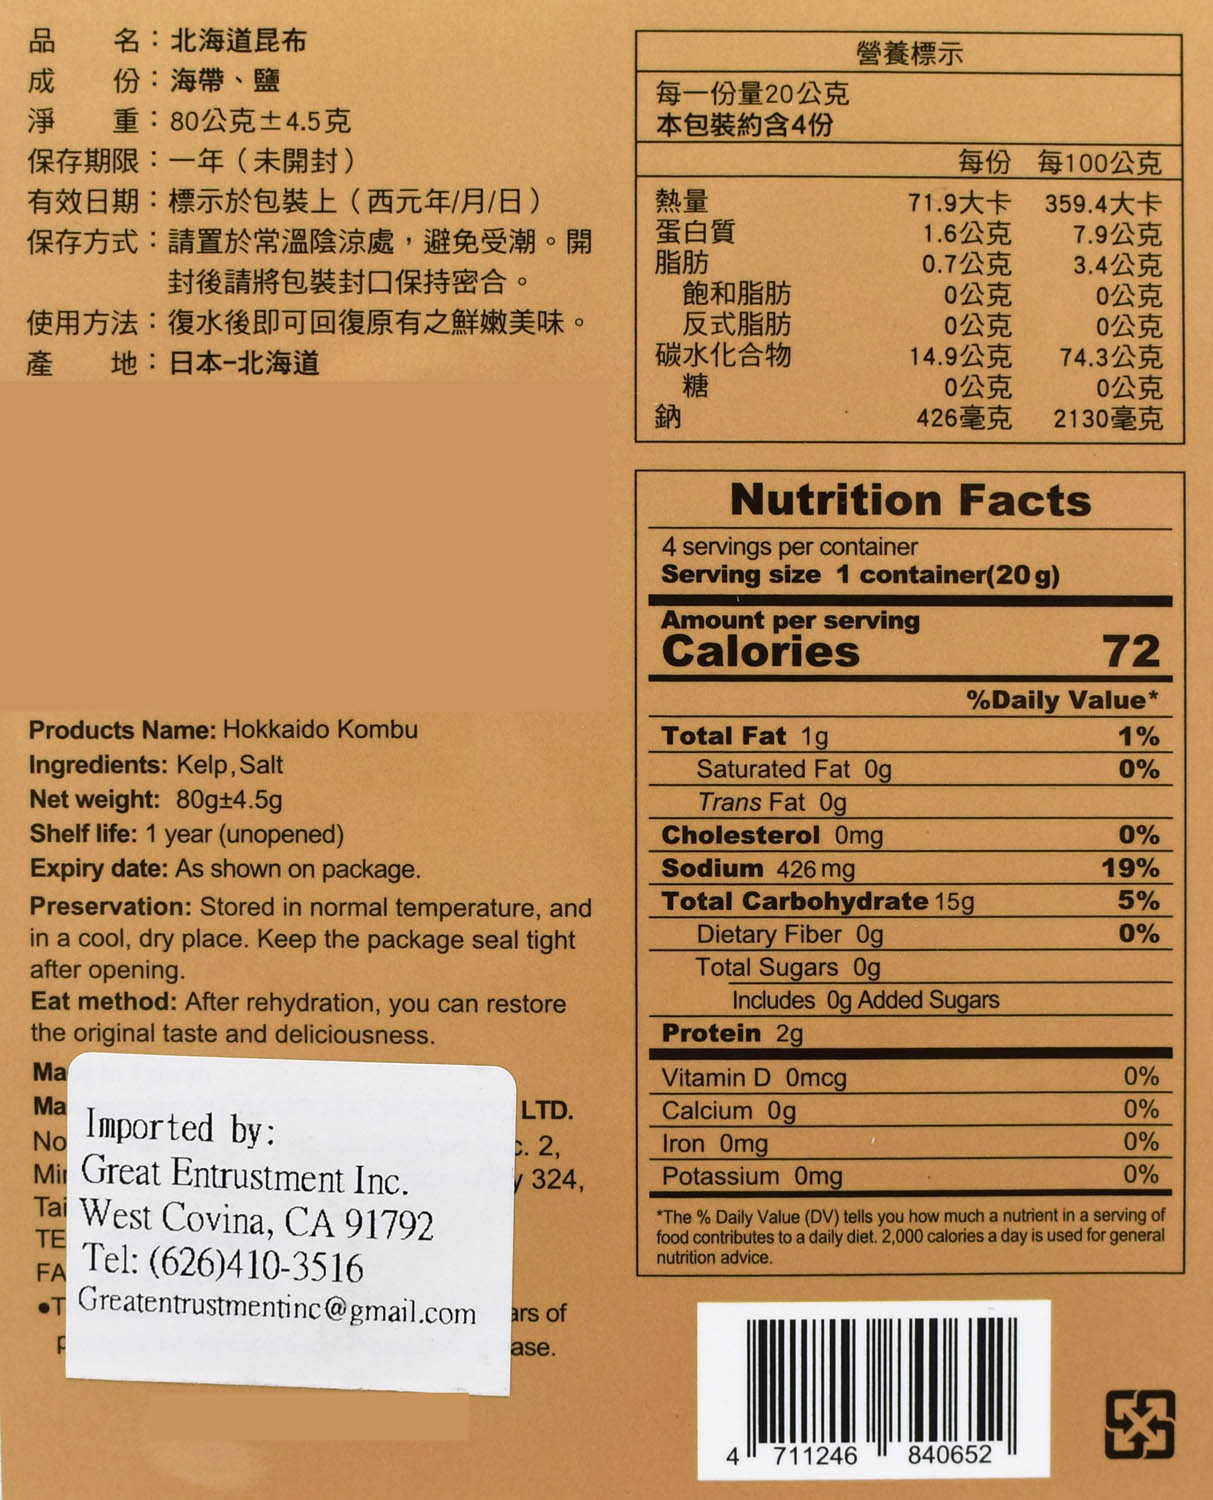 品名：北海道昆布
成份：海帶、鹽
淨重：80公克±4.5克
保存期限：一年（未開封）
有效日期：標示於包裝上（西元年/月/日）
保存方式：請置於常溫陰涼處，避免受潮。開
封後請將包裝封口保持密合。
使用方法：復水後即可回復原有之鮮嫩美味。
產地：日本-北海道
Products Name: Hokkaido Kombu
Ingredients: Kelp, Salt
Net weight: 80g±4.5g
Shelf life: 1 year (unopened)
Expiry date: As shown on package.
Preservation: Stored in normal temperature, and
in a cool, dry place. Keep the package seal tight
after opening.
Eat method: After rehydration, you can restore
the original taste and deliciousness.
LTD.
2,
324,
of
Imported by:
Great Entrustment Inc.
West Covina, CA 91792
Tel: (626)410-3516
Greatentrustmentinc@gmail.com
營養標示
每一份量20公克
本包裝約含4份
每份 每100公克
熱量 71.9大卡 359.4大卡
蛋白質 1.6公克 7.9公克
脂肪 0.7公克 3.4公克
飽和脂肪 0公克 0公克
反式脂肪 0公克 0公克
碳水化合物 14.9公克 74.3公克
糖 0公克 0公克
鈉 426毫克 2130毫克
Nutrition Facts
4 servings per container
Serving size 1 container(20g)
Amount per serving
Calories 72
%Daily Value*
Total Fat 1g 1%
Saturated Fat 0g 0%
Trans Fat 0g
Cholesterol 0mg 0%
Sodium 426mg 19%
Total Carbohydrate 15g 5%
Dietary Fiber 0g 0%
Total Sugars 0g
Includes 0g Added Sugars
Protein 2g
Vitamin D 0mcg 0%
Calcium 0g 0%
Iron 0mg 0%
Potassium 0mg 0%
*The % Daily Value (DV) tells you how much a nutrient in a serving of
food contributes to a daily diet. 2,000 calories a day is used for general
nutrition advice.
4 711246 840652